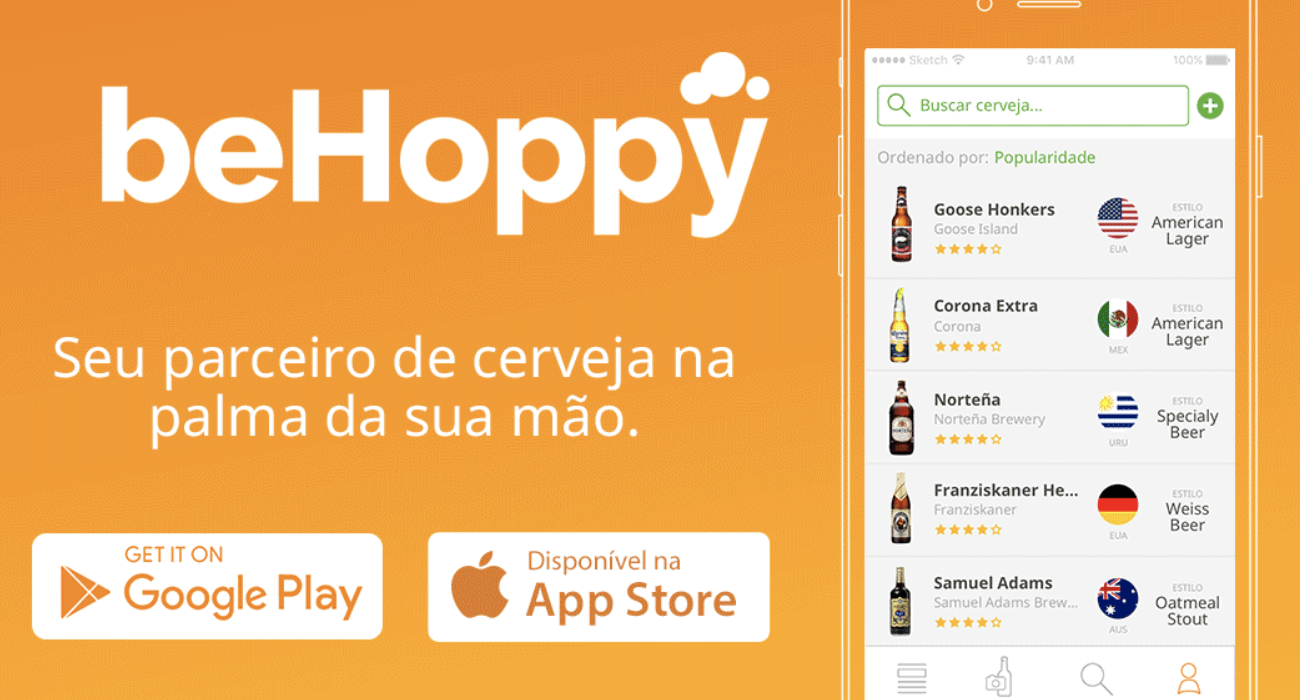 beHoppy
Seu parceiro de cerveja na
palma da sua mão.
GET IT ON
Google Play
Disponível na
App Store
Sketch
9:41 AM
100%
Buscar cerveja...
Ordenado por: Popularidade
Goose Honkers
Goose Island
EUA
ESTILO
American
Lager
Corona Extra
Corona
MEX
ESTILO
American
Lager
Norteña
Norteña Brewery
URU
ESTILO
Specialy
Beer
Franziskaner He...
Franziskaner
EUA
ESTILO
Weiss
Beer
Samuel Adams
Samuel Adams Brew...
AUS
ESTILO
Oatmeal
Stout